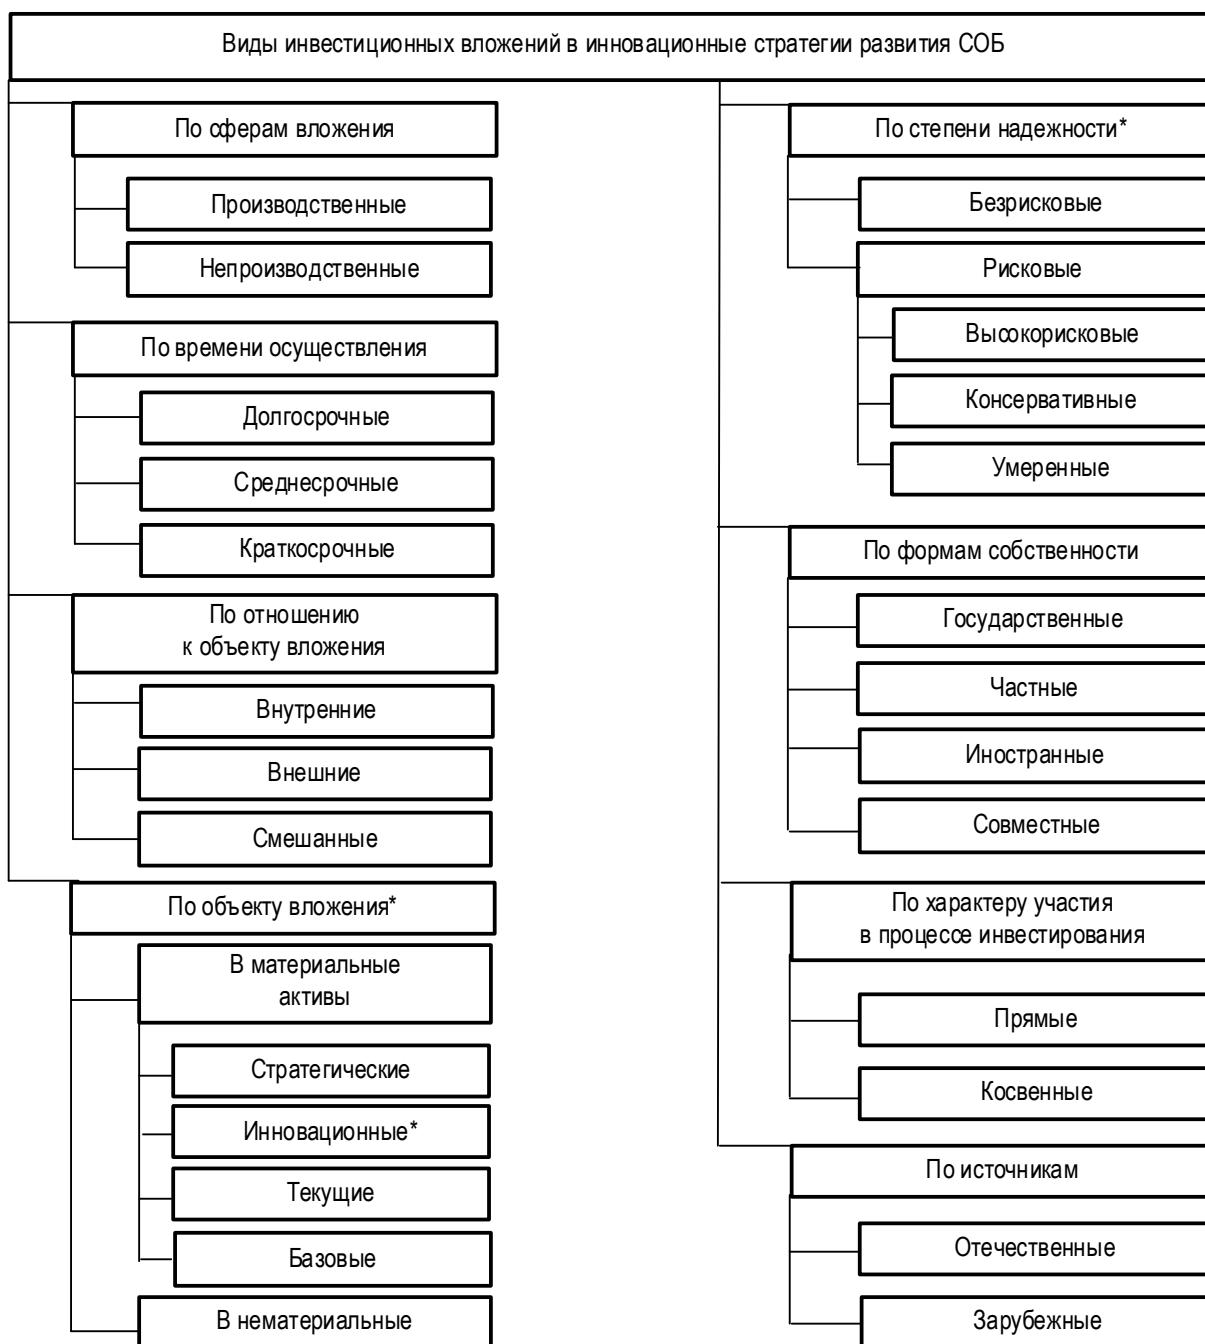 Виды инвестиционных вложений в инновационные стратегии развития СОБ
По сферам вложения
Производственные
Непроизводственные
По времени осуществления
Долгосрочные
Среднесрочные
Краткосрочные
По отношению
к объекту вложения
Внутренние
Внешние
Смешанные
По объекту вложения*
В материальные
активы
Стратегические
Инновационные*
Текущие
Базовые
В нематериальные
По степени надежности*
Безрисковые
Рисковые
Высокорисковые
Консервативные
Умеренные
По формам собственности
Государственные
Частные
Иностранные
Совместные
По характеру участия
в процессе инвестирования
Прямые
Косвенные
По источникам
Отечественные
Зарубежные